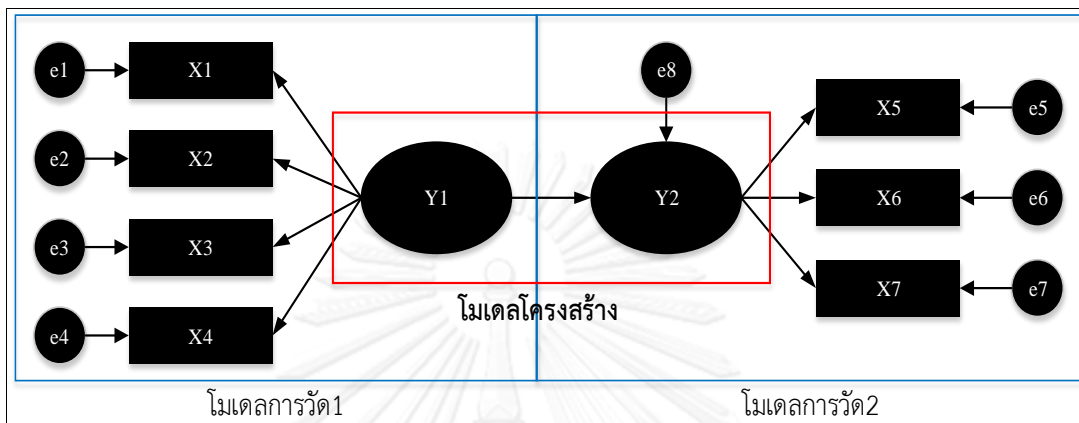 e1
X1
e8
X5
e5
e2
X2
Y1
Y2
X6
e6
e3
X3
โมเดลโครงสร้าง
X7
e7
e4
X4
โมเดลการวัด1
โมเดลการวัด2